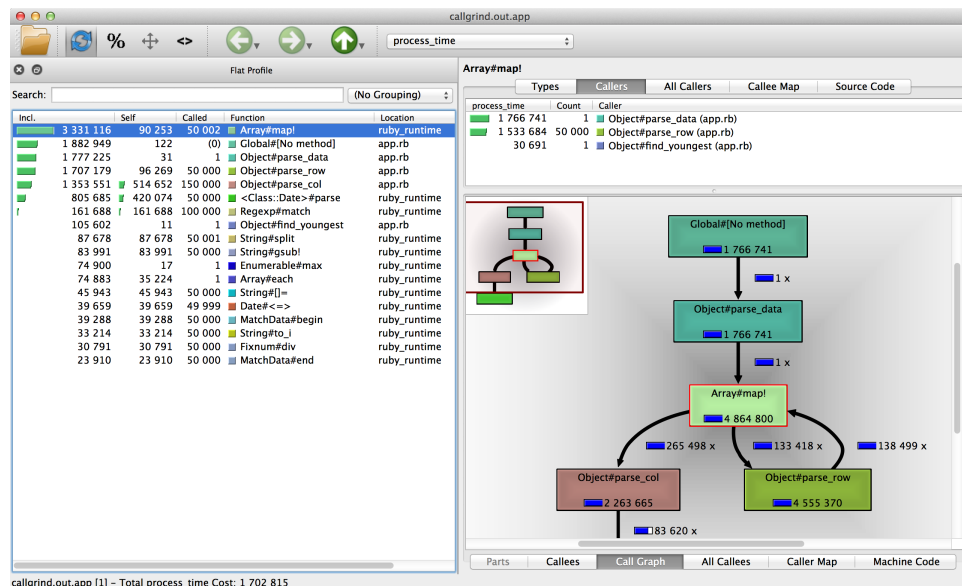 callgrind.out.app
%
<>
process_time
Flat Profile
Search:
(No Grouping)
Incl. Self Called Function Location
3 331 116 90 253 50 002 Array#map! ruby_runtime
1 882 949 122 (0) Global#[No method] app.rb
1 777 225 31 1 Object#parse_data app.rb
1 707 179 96 269 50 000 Object#parse_row app.rb
1 353 551 514 652 150 000 Object#parse_col app.rb
805 685 420 074 50 000 <Class::Date>#parse ruby_runtime
161 688 161 688 100 000 Regexp#match ruby_runtime
105 602 11 1 Object#find_youngest app.rb
87 678 87 678 50 001 String#split ruby_runtime
83 991 83 991 50 000 String#gsub! ruby_runtime
74 900 17 1 Enumerable#max ruby_runtime
74 883 35 224 1 Array#each ruby_runtime
45 943 45 943 50 000 String#[]= ruby_runtime
39 659 39 659 49 999 Date#<=> ruby_runtime
39 288 39 288 50 000 MatchData#begin ruby_runtime
33 214 33 214 50 000 String#to_i ruby_runtime
30 791 30 791 50 000 Fixnum#div ruby_runtime
23 910 23 910 50 000 MatchData#end ruby_runtime
Array#map!
Types Callers All Callers Callee Map Source Code
process_time Count Caller
1 766 741 1 Object#parse_data (app.rb)
1 533 684 50 000 Object#parse_row (app.rb)
30 691 1 Object#find_youngest (app.rb)
Global#[No method]
1 766 741
1 x
Object#parse_data
1 766 741
1 x
Array#map!
4 864 800
265 498 x 133 418 x 138 499 x
Object#parse_col Object#parse_row
2 263 665 4 555 370
83 620 x
Parts Callees Call Graph All Callees Caller Map Machine Code
callgrind.out.app [1] - Total process_time Cost: 1 702 815